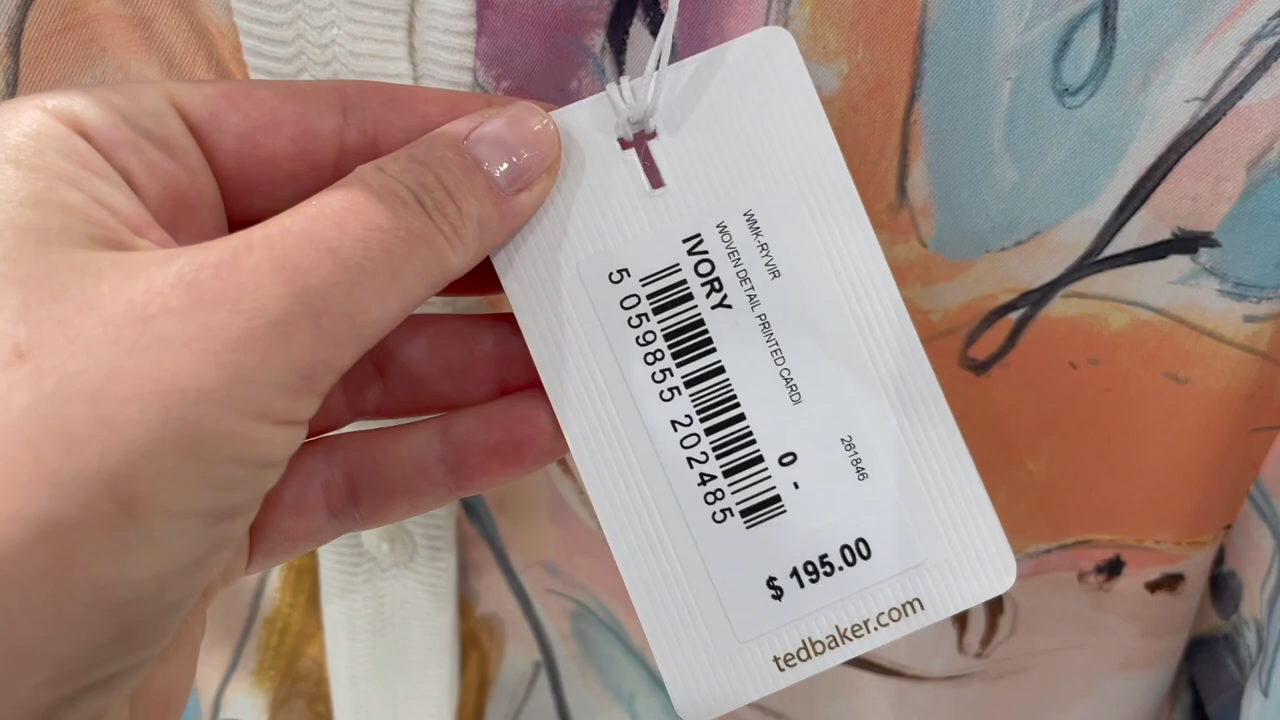 WMK-RYVIR
WOVEN DETAIL PRINTED CARDI
IVORY
5 059855 202485
0 -
261846
$ 195.00
tedbaker.com